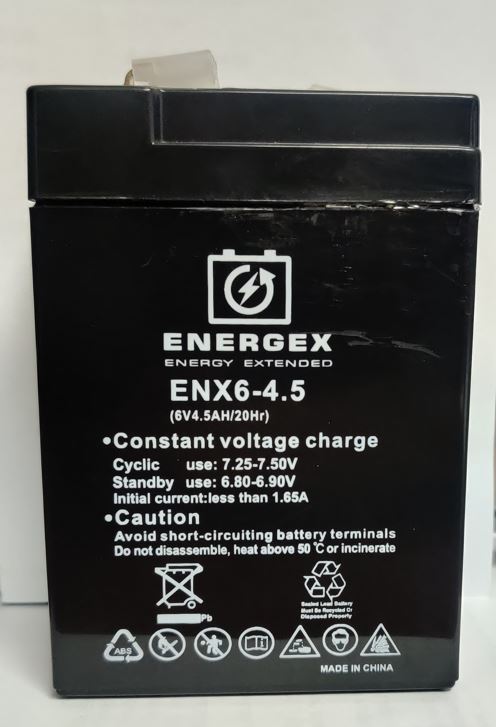 ENERGEX
ENERGY EXTENDED
ENX6-4.5
(6V4.5AH/20Hr)
•Constant voltage charge
Cyclic use: 7.25-7.50V
Standby use: 6.80-6.90V
Initial current:less than 1.65A
•Caution
Avoid short-circuiting battery terminals
Do not disassemble, heat above 50 ℃ or incinerate
Pb
Sealed Lead Battery
Must Be Recycled Or
Disposed Properly
ABS
MADE IN CHINA